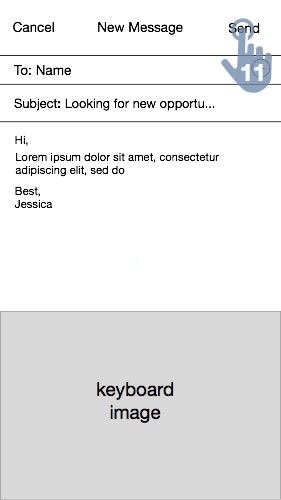 Cancel New Message Send
To: Name
11
Subject: Looking for new opportu...
Hi,
Lorem ipsum dolor sit amet, consectetur
adipiscing elit, sed do
Best,
Jessica
keyboard
image